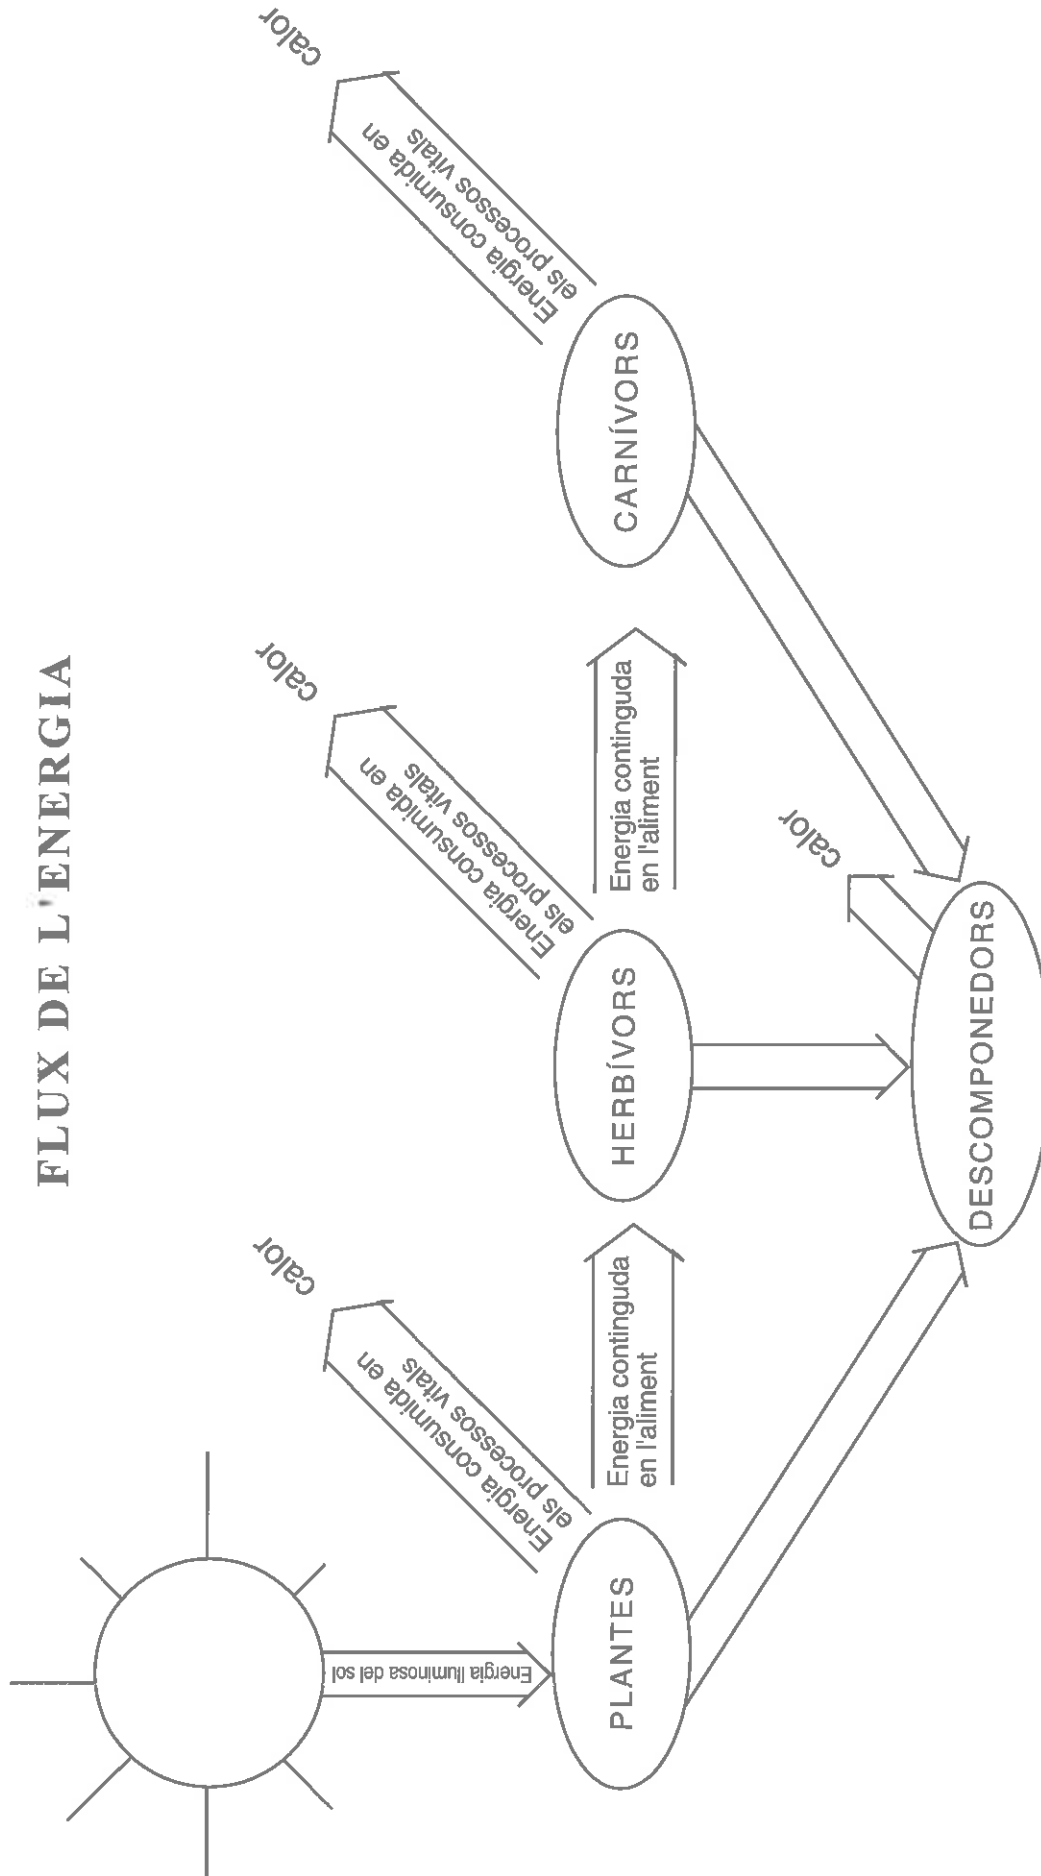 FLUX DE L'ENERGIA
calor
calor
calor
Energia consumida en
els processos vitals
Energia consumida en
els processos vitals
Energia consumida en
els processos vitals
Energia lluminosa del sol
PLANTES
Energia continguda
en l'aliment
HERBÍVORS
Energia continguda
en l'aliment
CARNÍVORS
calor
DESCOMPONEDORS